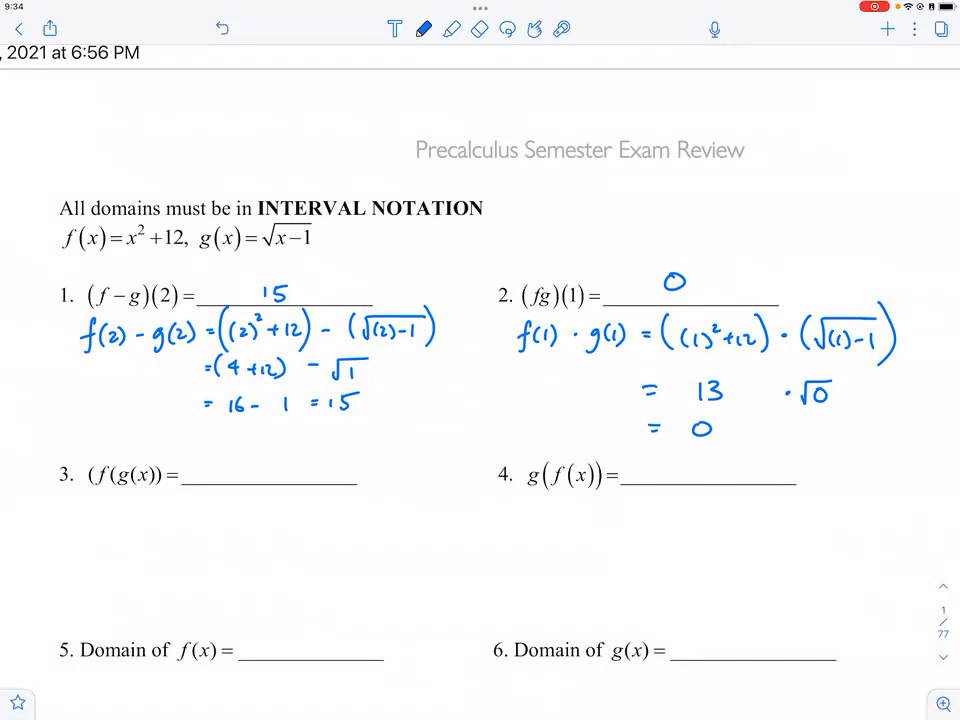 9:34
, 2021 at 6:56 PM
Precalculus Semester Exam Review
All domains must be in INTERVAL NOTATION
f(x) = x² + 12, g(x) = √(x – 1)
1. (f – g)(2) = 15
f(2) - g(2) = ((2)² + 12) - (√((2) - 1))
= (4 + 12) - √1
= 16 - 1 = 15
2. (fg)(1) = 0
f(1) · g(1) = ((1)² + 12) · (√((1) - 1))
= 13 · √0
= 0
3. (f(g(x)) =
4. g(f(x)) =
5. Domain of f(x) =
6. Domain of g(x) =
1
/
77